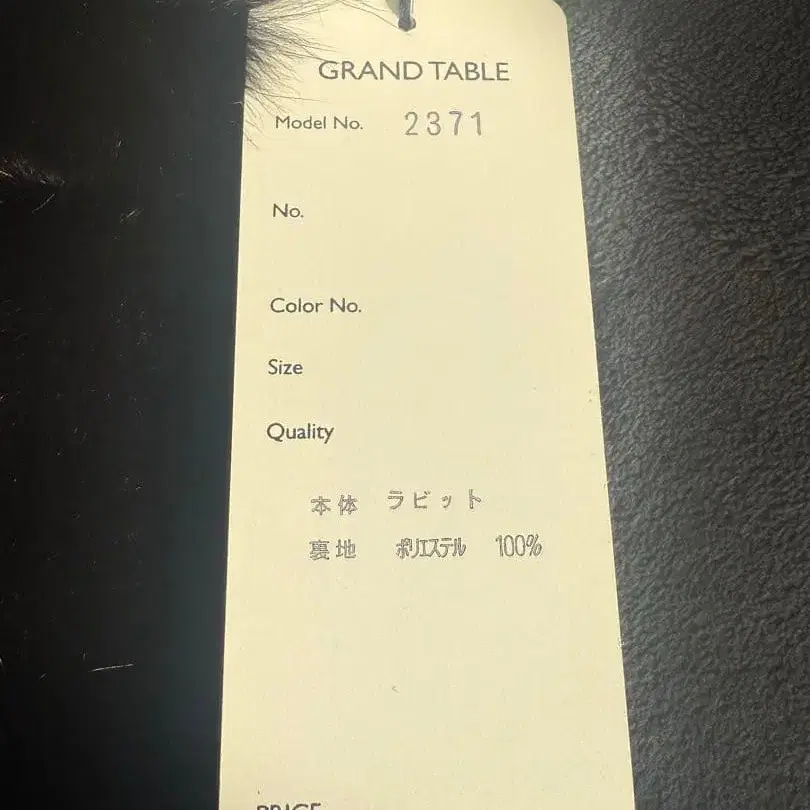 GRAND TABLE
Model No. 2371
No.
Color No.
Size
Quality
本体 ラビット
裏地 ポリエステル 100%
PRICE